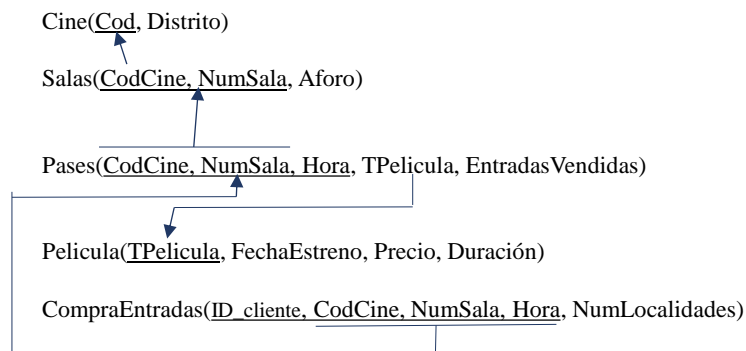 Cine(Cod, Distrito)
Salas(CodCine, NumSala, Aforo)
Pases(CodCine, NumSala, Hora, TPelicula, EntradasVendidas)
Pelicula(TPelicula, FechaEstreno, Precio, Duración)
CompraEntradas(ID_cliente, CodCine, NumSala, Hora, NumLocalidades)